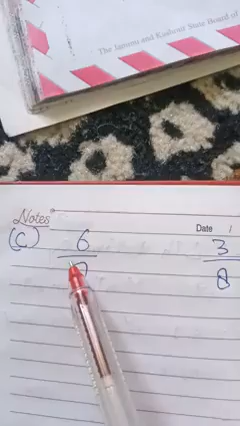 The Jammu and Kashmir State Board of
Notes
Date /
(C) 6 3
8